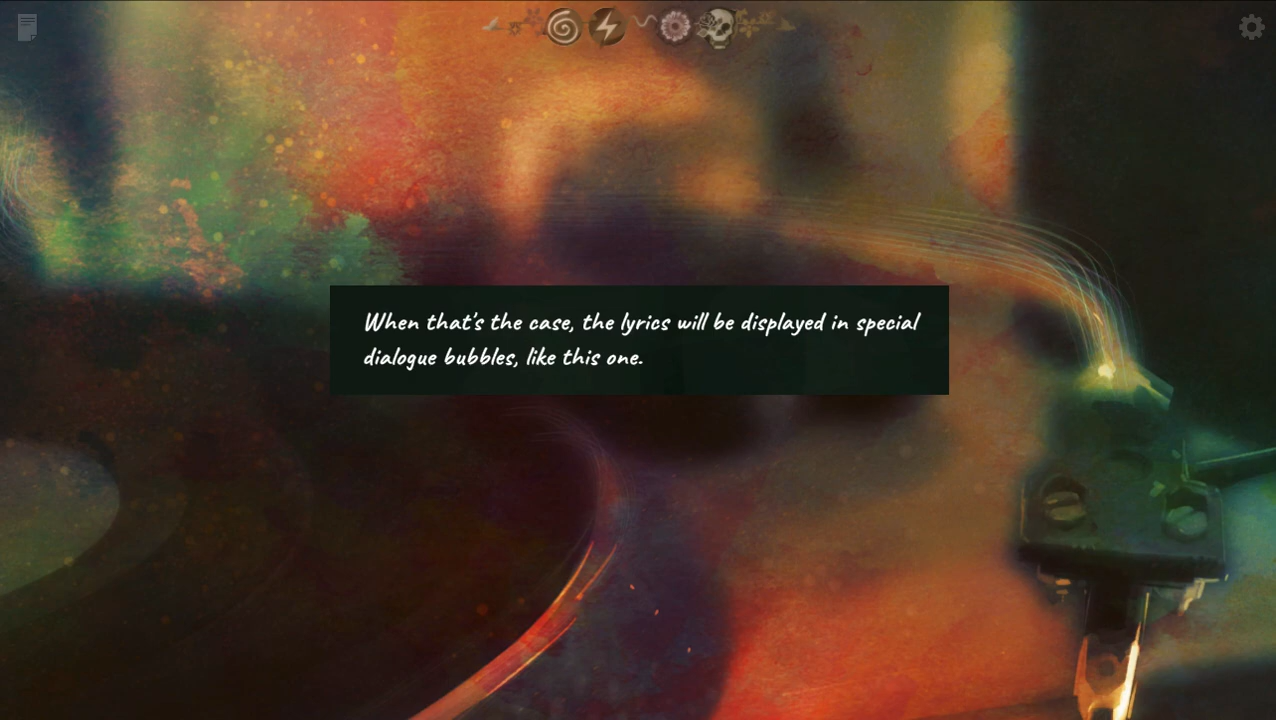 When that's the case, the lyrics will be displayed in special
dialogue bubbles, like this one.